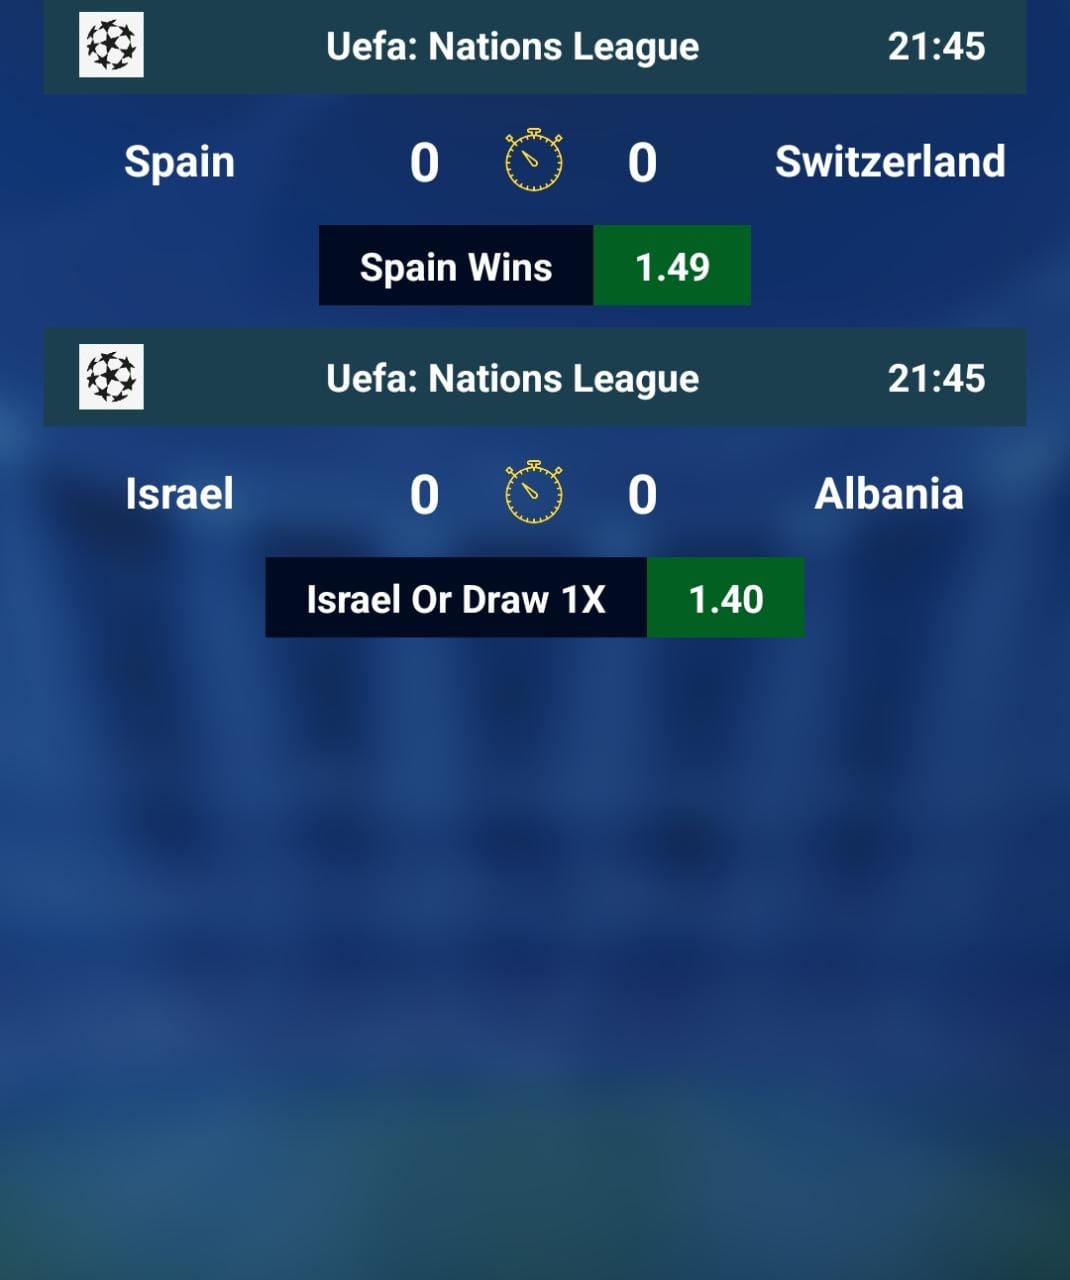 Uefa: Nations League 21:45
Spain 0 0 Switzerland
Spain Wins 1.49
Uefa: Nations League 21:45
Israel 0 0 Albania
Israel Or Draw 1X 1.40